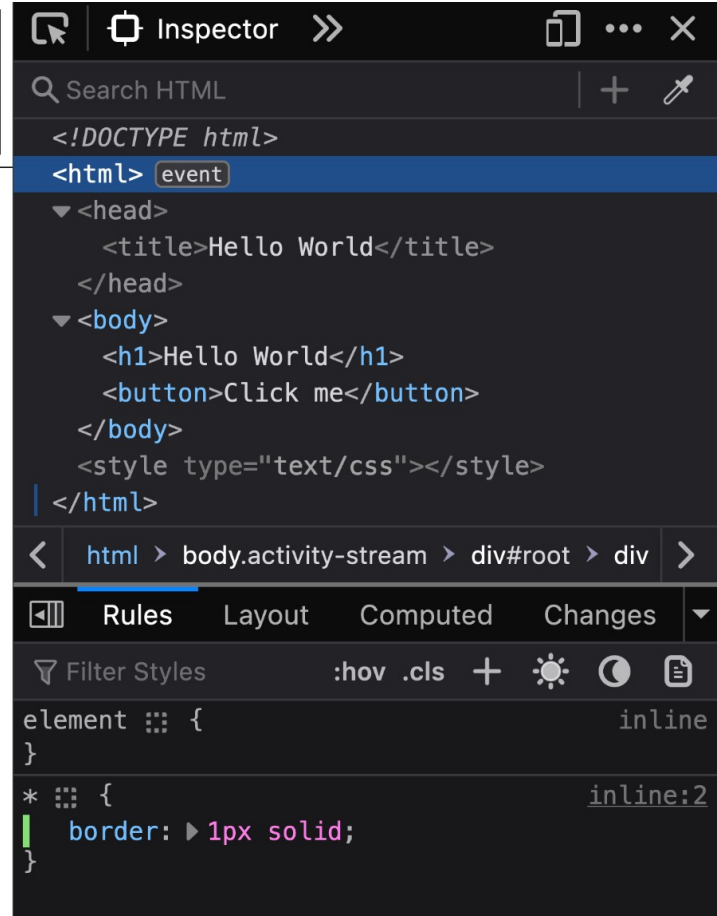 Inspector
Search HTML
<!DOCTYPE html>
<html> event
<head>
<title>Hello World</title>
</head>
<body>
<h1>Hello World</h1>
<button>Click me</button>
</body>
<style type="text/css"></style>
</html>
html > body.activity-stream > div#root > div
Rules Layout Computed Changes
Filter Styles :hov .cls +
element { inline
}
* { inline:2
border: 1px solid;
}